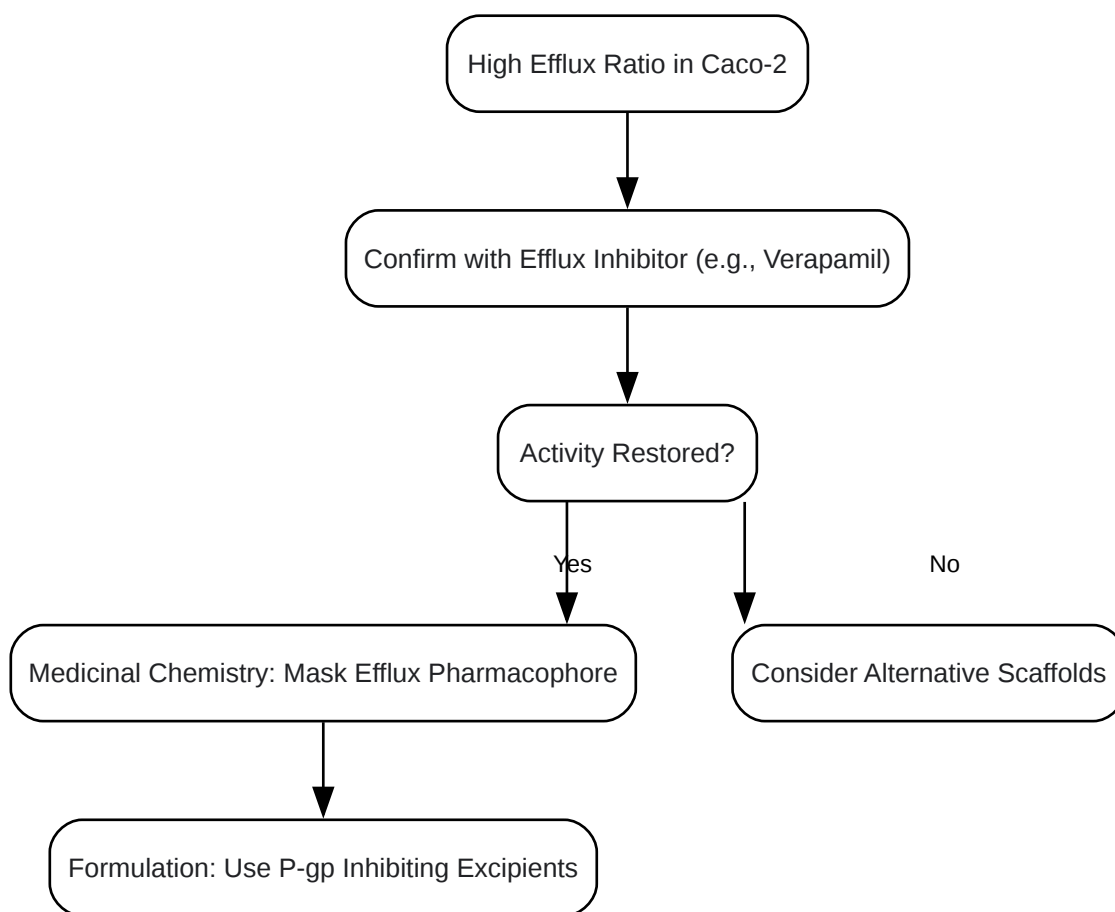 High Efflux Ratio in Caco-2
Confirm with Efflux Inhibitor (e.g., Verapamil)
Activity Restored?
Yes
No
Medicinal Chemistry: Mask Efflux Pharmacophore
Consider Alternative Scaffolds
Formulation: Use P-gp Inhibiting Excipients